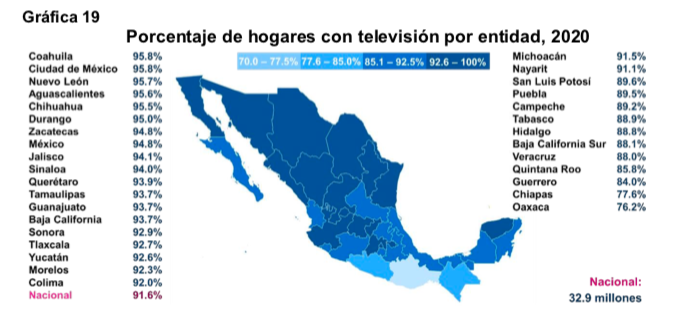 Gráfica 19
Porcentaje de hogares con televisión por entidad, 2020
70.0 – 77.5% 77.6 – 85.0% 85.1 – 92.5% 92.6 – 100%
Coahuila 95.8%
Ciudad de México 95.8%
Nuevo León 95.7%
Aguascalientes 95.6%
Chihuahua 95.5%
Durango 95.0%
Zacatecas 94.8%
México 94.8%
Jalisco 94.1%
Sinaloa 94.0%
Querétaro 93.9%
Tamaulipas 93.7%
Guanajuato 93.7%
Baja California 93.7%
Sonora 92.9%
Tlaxcala 92.7%
Yucatán 92.6%
Morelos 92.3%
Colima 92.0%
Nacional 91.6%
Michoacán 91.5%
Nayarit 91.1%
San Luis Potosí 89.6%
Puebla 89.5%
Campeche 89.2%
Tabasco 88.9%
Hidalgo 88.8%
Baja California Sur 88.1%
Veracruz 88.0%
Quintana Roo 85.8%
Guerrero 84.0%
Chiapas 77.6%
Oaxaca 76.2%
Nacional:
32.9 millones